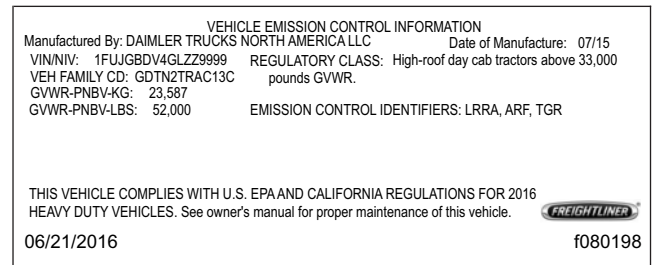 VEHICLE EMISSION CONTROL INFORMATION
Manufactured By: DAIMLER TRUCKS NORTH AMERICA LLC Date of Manufacture: 07/15
VIN/NIV: 1FUJGBDV4GLZZ9999 REGULATORY CLASS: High-roof day cab tractors above 33,000
VEH FAMILY CD: GDTN2TRAC13C pounds GVWR.
GVWR-PNBV-KG: 23,587
GVWR-PNBV-LBS: 52,000 EMISSION CONTROL IDENTIFIERS: LRRA, ARF, TGR
THIS VEHICLE COMPLIES WITH U.S. EPA AND CALIFORNIA REGULATIONS FOR 2016
HEAVY DUTY VEHICLES. See owner's manual for proper maintenance of this vehicle. FREIGHTLINER
06/21/2016 f080198